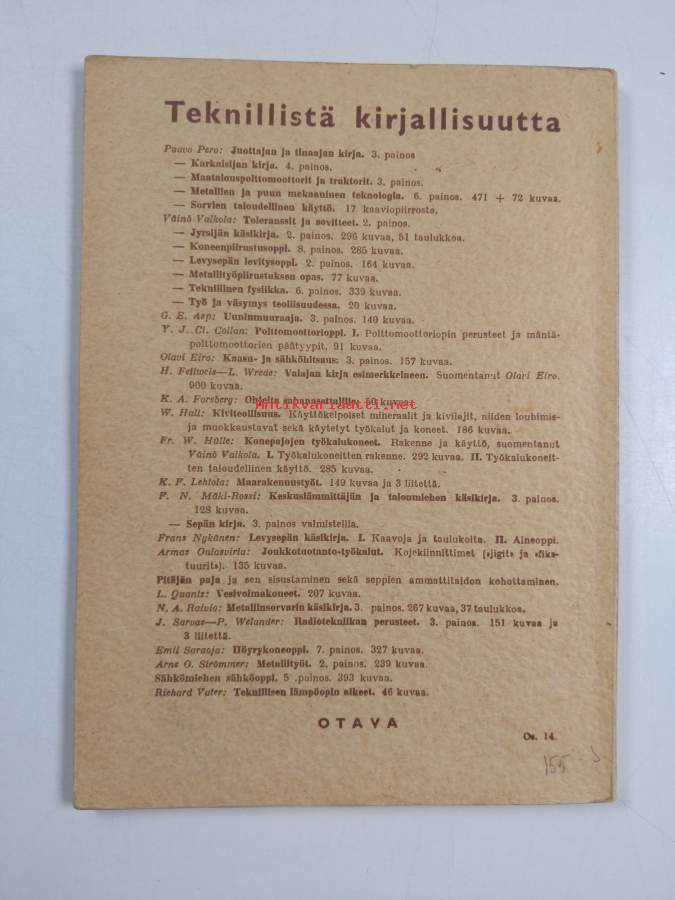 Teknillistä kirjallisuutta
Paavo Pero: Juottajan ja tinaajan kirja. 3. painos
— Karkaisijan kirja. 4. painos.
— Maatalouspolttomoottorit ja traktorit. 3. painos.
— Metallien ja puun mekaaninen teknologia. 6. painos. 471 + 72 kuvaa.
— Sorvien taloudellinen käyttö. 17 kaaviopiirrosta.
Väinö Valkola: Toleranssit ja sovitteet. 2. painos.
— Jyrsijän käsikirja. 2. painos. 296 kuvaa, 51 taulukkoa.
— Koneenpiirustusoppi. 8. painos. 285 kuvaa.
— Levysepän levitysoppi. 2. painos. 164 kuvaa.
— Metallityöpiirustuksen opas. 77 kuvaa.
— Teknillinen fysiikka. 6. painos. 339 kuvaa.
— Työ ja väsymys teollisuudessa. 20 kuvaa.
G. E. Asp: Uuninmuuraaja. 3. painos. 140 kuvaa.
Y. J. Cl. Collan: Polttomoottorioppi. I. Polttomoottoriopin perusteet ja mäntä-
polttomoottorien päätyypit. 91 kuvaa.
Olavi Eiro: Kaasu- ja sähköhitsaus. 3. painos. 157 kuvaa.
H. Fellweis—L. Wrede: Valajan kirja esimerkkeineen. Suomentanut Olavi Eiro.
900 kuvaa.
K. A. Forsberg: Ohjeita 50 kuvaa.
Antikvariaatti.net
W. Hall: Kiviteollisuus. Käyttökelpoiset mineraalit ja kivilajit, niiden louhimis-
ja muokkaustavat sekä käytetyt työkalut ja koneet. 186 kuvaa.
Fr. W. Hülle: Konepajojen työkalukoneet. Rakenne ja käyttö, suomentanut
Väinö Valkola. I. Työkalukoneitten rakenne. 292 kuvaa. II. Työkalukoneit-
ten taloudellinen käyttö. 285 kuvaa.
K. F. Lehtola: Maarakennustyöt. 149 kuvaa ja 3 liitettä.
F. N. Mäki-Rossi: Keskuslämmittäjän ja talonmiehen käsikirja. 3. painos.
128 kuvaa.
— Sepän kirja. 3. painos valmisteilla.
Frans Nykänen: Levysepän käsikirja. I. Kaavoja ja taulukoita. II. Aineoppi.
Armas Oulasvirta: Joukkotuotanto-työkalut. Kojekiinnittimet (»jigit» ja »fiks-
tuurit»). 135 kuvaa.
Pitäjän paja ja sen sisustaminen sekä seppien ammattitaidon kohottaminen.
L. Quantz: Vesivoimakoneet. 207 kuvaa.
N. A. Raivio: Metallinsorvarin käsikirja. 3. painos. 267 kuvaa, 37 taulukkoa.
J. Sarvas—P. Welander: Radiotekniikan perusteet. 3. painos. 151 kuvaa ja
3 liitettä.
Emil Saraoja: Höyrykoneoppi. 7. painos. 327 kuvaa.
Arne O. Strömmer: Metallityöt. 2. painos. 239 kuvaa.
Sähkömiehen sähköoppi. 5 .painos. 393 kuvaa.
Richard Vater: Teknillisen lämpöopin alkeet. 46 kuvaa.
OTAVA
Os. 14.
155